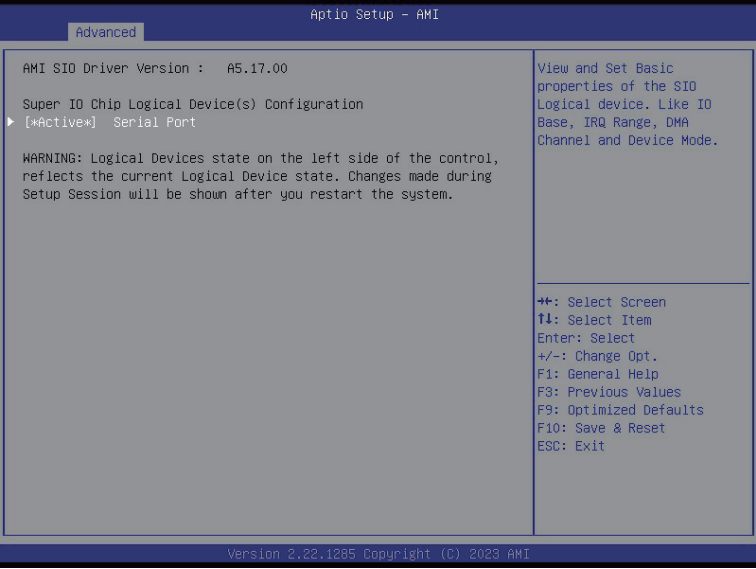 Aptio Setup - AMI
Advanced
AMI SIO Driver Version : A5.17.00
Super IO Chip Logical Device(s) Configuration
[*Active*] Serial Port
WARNING: Logical Devices state on the left side of the control,
reflects the current Logical Device state. Changes made during
Setup Session will be shown after you restart the system.
View and Set Basic
properties of the SIO
Logical device. Like IO
Base, IRQ Range, DMA
Channel and Device Mode.
→←: Select Screen
↑↓: Select Item
Enter: Select
+/-: Change Opt.
F1: General Help
F3: Previous Values
F9: Optimized Defaults
F10: Save & Reset
ESC: Exit
Version 2.22.1285 Copyright (C) 2023 AMI